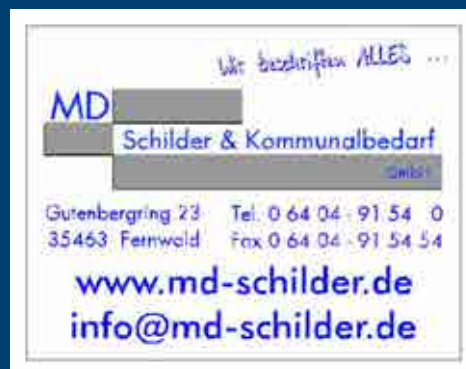 Wir beschriften ALLES ...
MD
Schilder & Kommunalbedarf
GmbH
Gutenbergring 23 Tel. 0 64 04 - 91 54 0
35463 Fernwald Fax 0 64 04 - 91 54 54
www.md-schilder.de
info@md-schilder.de